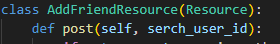 class AddFriendResource(Resource):
    def post(self, serch_user_id):